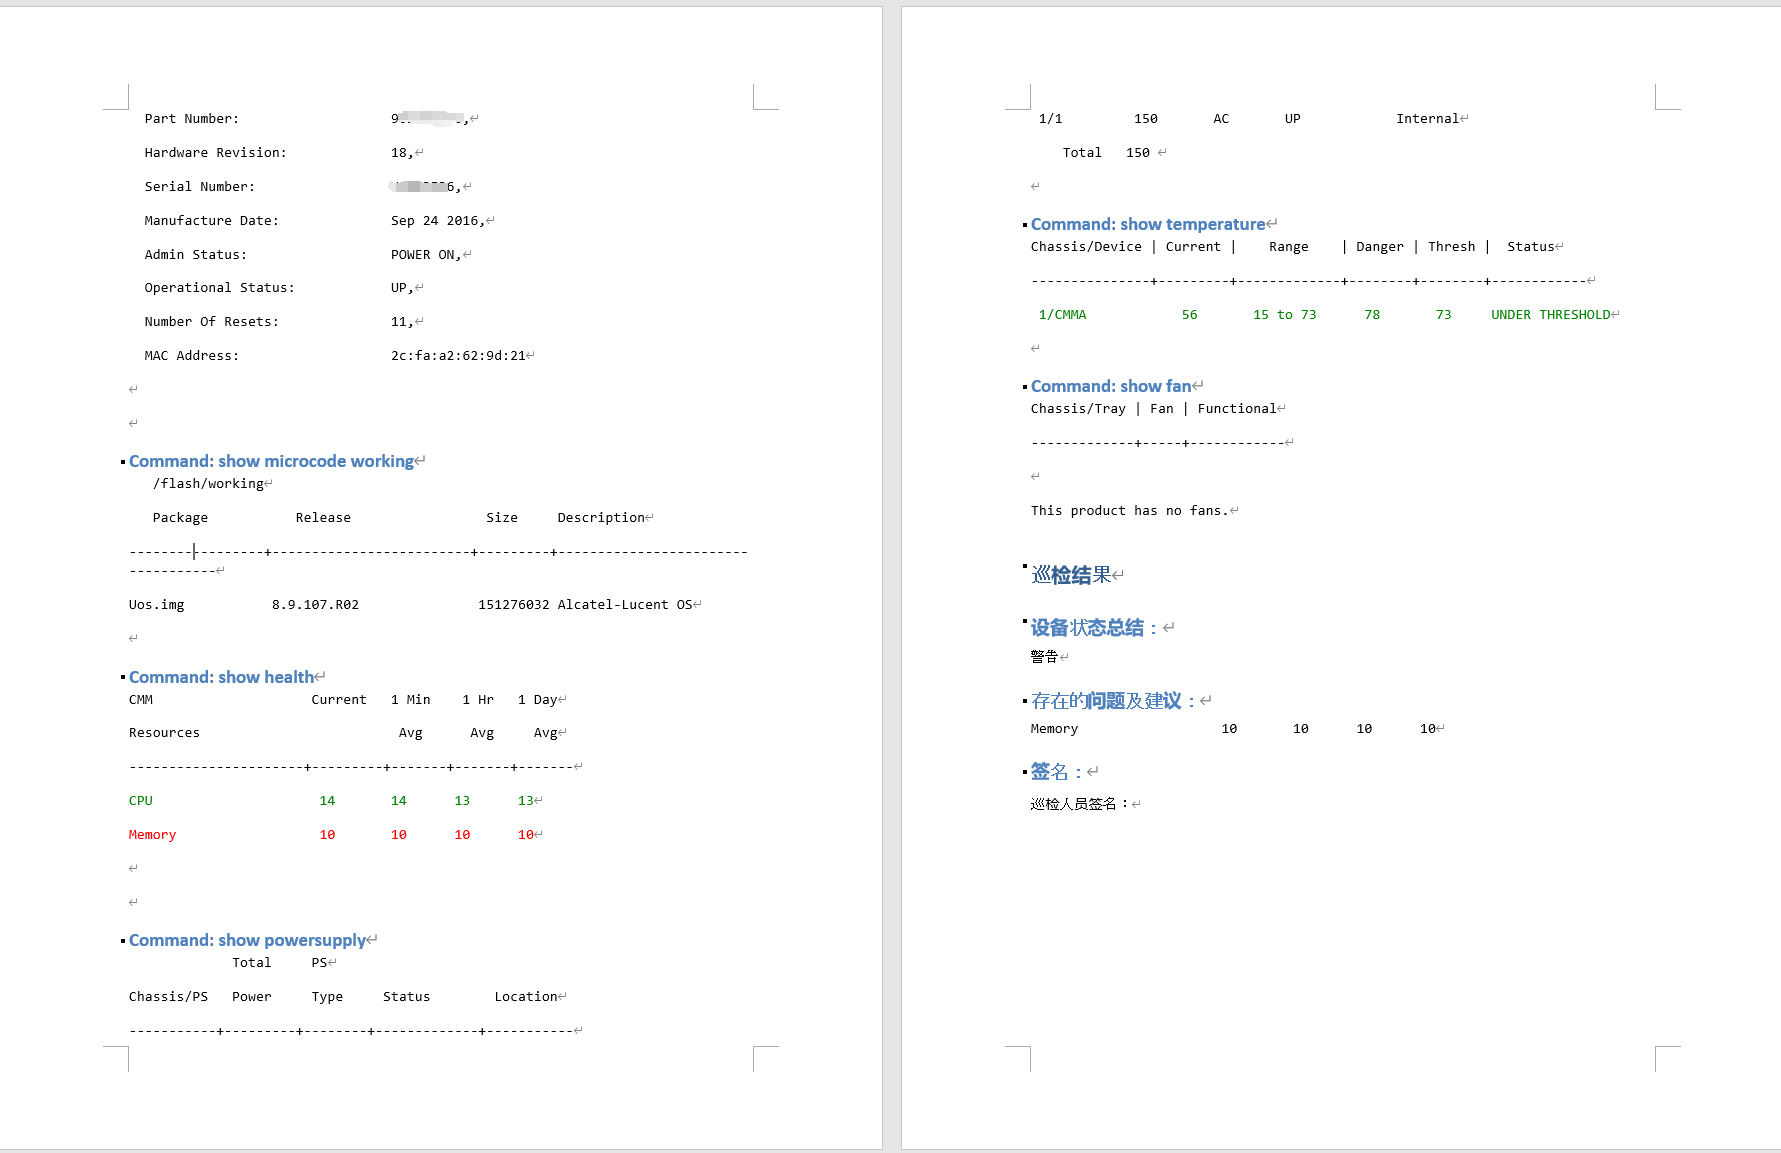 Part Number:
Hardware Revision: 18,
Serial Number:
Manufacture Date: Sep 24 2016,
Admin Status: POWER ON,
Operational Status: UP,
Number Of Resets: 11,
MAC Address: 2c:fa:a2:62:9d:21
Command: show microcode working
/flash/working
Package Release Size Description
-----------------+-------------------------+---------+------------------------
-----------
Uos.img 8.9.107.R02 151276032 Alcatel-Lucent OS
Command: show health
CMM Current 1 Min 1 Hr 1 Day
Resources Avg Avg Avg
----------------------+---------+-------+-------+-------
CPU 14 14 13 13
Memory 10 10 10 10
Command: show powersupply
Total PS
Chassis/PS Power Type Status Location
-----------+---------+--------+-------------+-----------
1/1 150 AC UP Internal
Total 150
Command: show temperature
Chassis/Device | Current | Range | Danger | Thresh | Status
---------------+---------+-------------+--------+--------+------------
1/CMMA 56 15 to 73 78 73 UNDER THRESHOLD
Command: show fan
Chassis/Tray | Fan | Functional
-------------+-----+------------
This product has no fans.
巡检结果
设备状态总结：
警告
存在的问题及建议：
Memory 10 10 10 10
签名：
巡检人员签名：